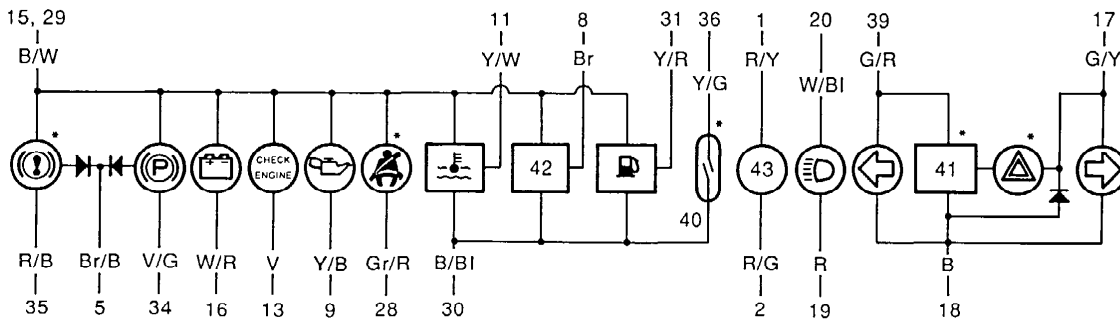 15, 29 11 8 31 36 1 20 39 17
B/W Y/W Br Y/R Y/G R/Y W/Bl G/R G/Y
* * * * *
! P CHECK ENGINE 42 43 41
40
R/B Br/B V/G W/R V Y/B Gr/R B/Bl R/G R B
35 5 34 16 13 9 28 30 2 19 18